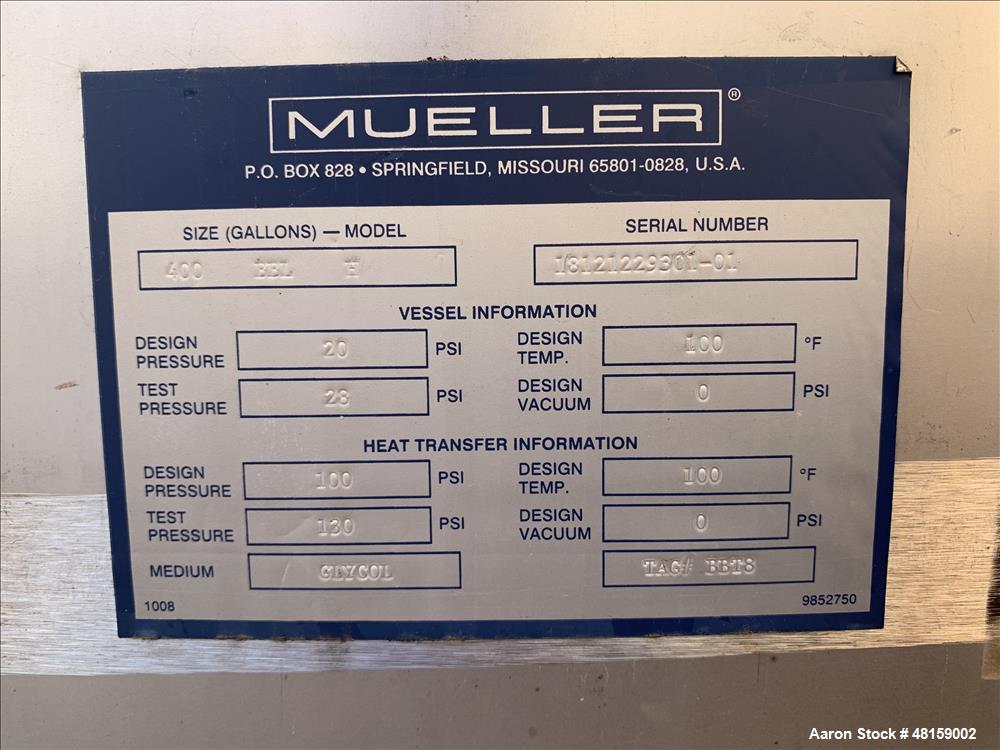 MUELLER®
P.O. BOX 828 • SPRINGFIELD, MISSOURI 65801-0828, U.S.A.
SIZE (GALLONS) — MODEL
SERIAL NUMBER
400 BBL H
18121229301-01
VESSEL INFORMATION
DESIGN PRESSURE 20 PSI
DESIGN TEMP. 100 °F
TEST PRESSURE 28 PSI
DESIGN VACUUM 0 PSI
HEAT TRANSFER INFORMATION
DESIGN PRESSURE 100 PSI
DESIGN TEMP. 100 °F
TEST PRESSURE 130 PSI
DESIGN VACUUM 0 PSI
MEDIUM GLYCOL
TAG# BBT8
1008
9852750
Aaron Stock # 48159002